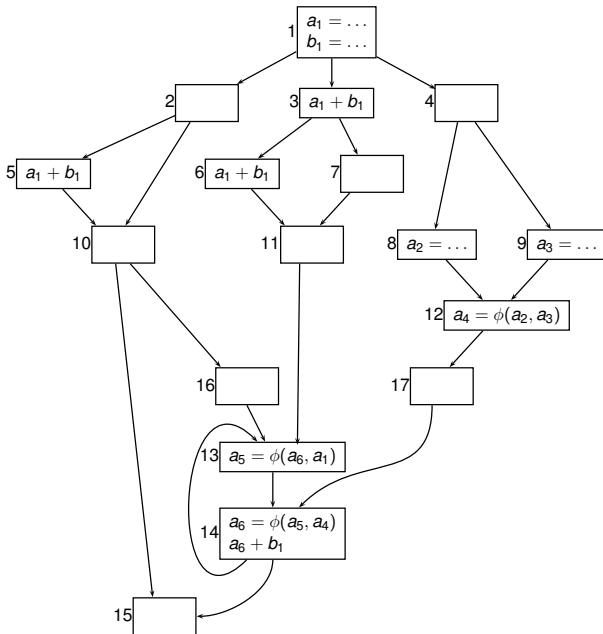 1
a₁ = …
b₁ = …
2
3 a₁ + b₁
4
5 a₁ + b₁
6 a₁ + b₁
7
8 a₂ = …
9 a₃ = …
10
11
12 a₄ = ϕ(a₂, a₃)
16
17
13 a₅ = ϕ(a₆, a₁)
14
a₆ = ϕ(a₅, a₄)
a₆ + b₁
15